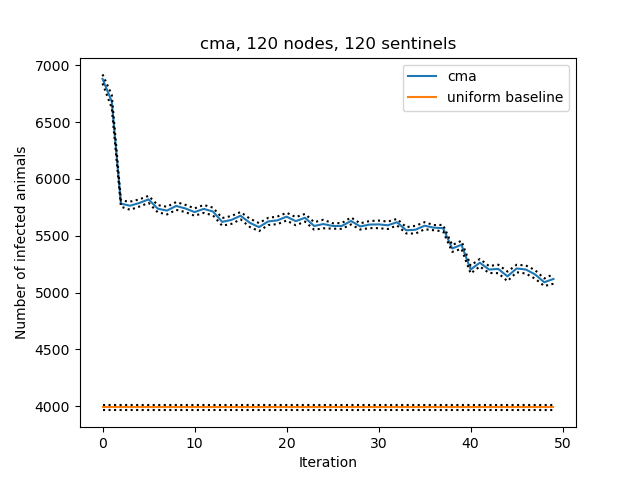 cma, 120 nodes, 120 sentinels
cma
uniform baseline
Number of infected animals
7000
6500
6000
5500
5000
4500
4000
0 10 20 30 40 50
Iteration